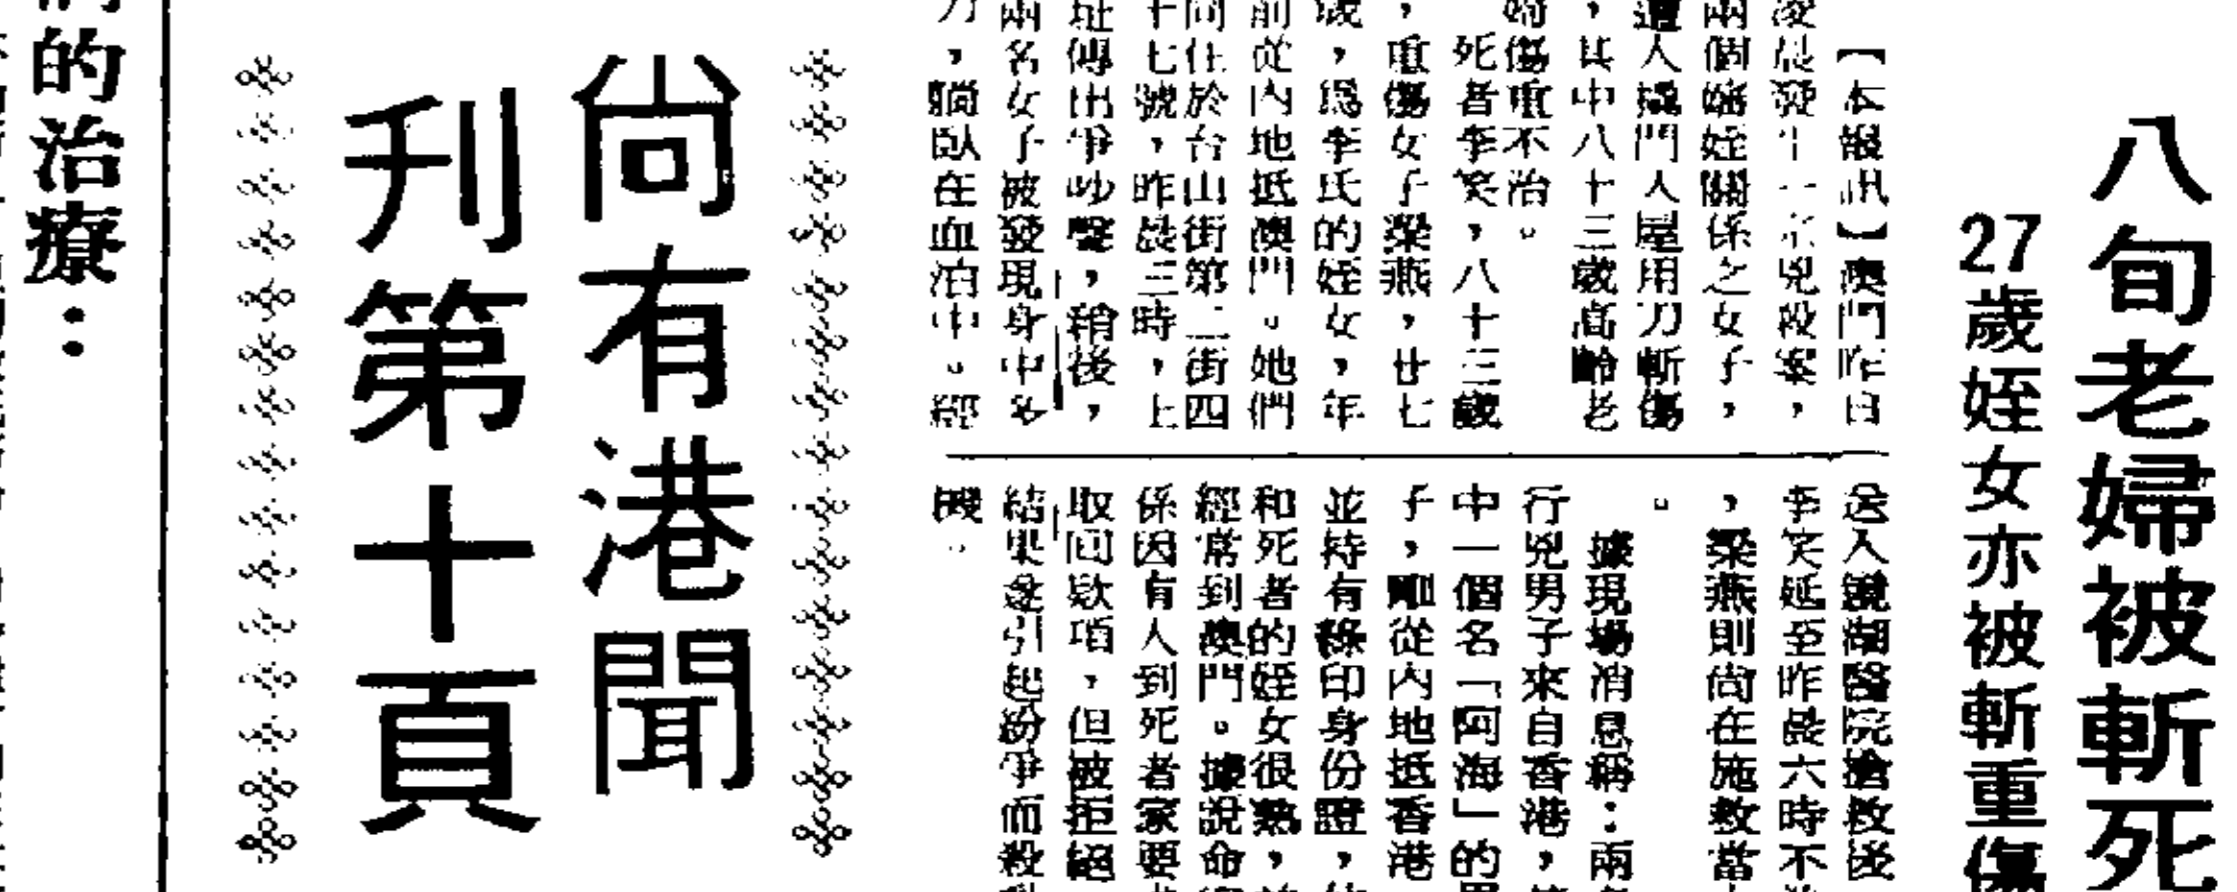 八旬老婦被斬死
27歲姪女亦被斬重傷
【本報訊】澳門昨日
凌晨發生一宗兇殺案，
兩個嬸姪關係之女子，
遭人撬門入屋用刀斬傷
，其中八十三歲高齡老
婦傷重不治。
死者李笑，八十三歲
，重傷女子梁燕，廿七
歲，爲李氏的姪女，年
前從內地抵澳門。她們
同住於台山街第二街四
十七號，昨晨三時，上
址傳出爭吵聲，稍後，
兩名女子被發現身中多
刀，躺臥在血泊中。經
送入鏡湖醫院搶救後
李笑延至昨晨六時不
，梁燕則尚在施救當
。
據現場消息稱：兩
行兇男子來自香港，
中一個名「阿海」的
子，剛從內地抵香港
並持有綠印身份證，
和死者的姪女很熟，
經常到澳門。據說命
係因有人到死者家要
取回欵項，但被拒絕
結果遂引起紛爭而殺
機。
尚有港聞
刊第十頁
的治療：